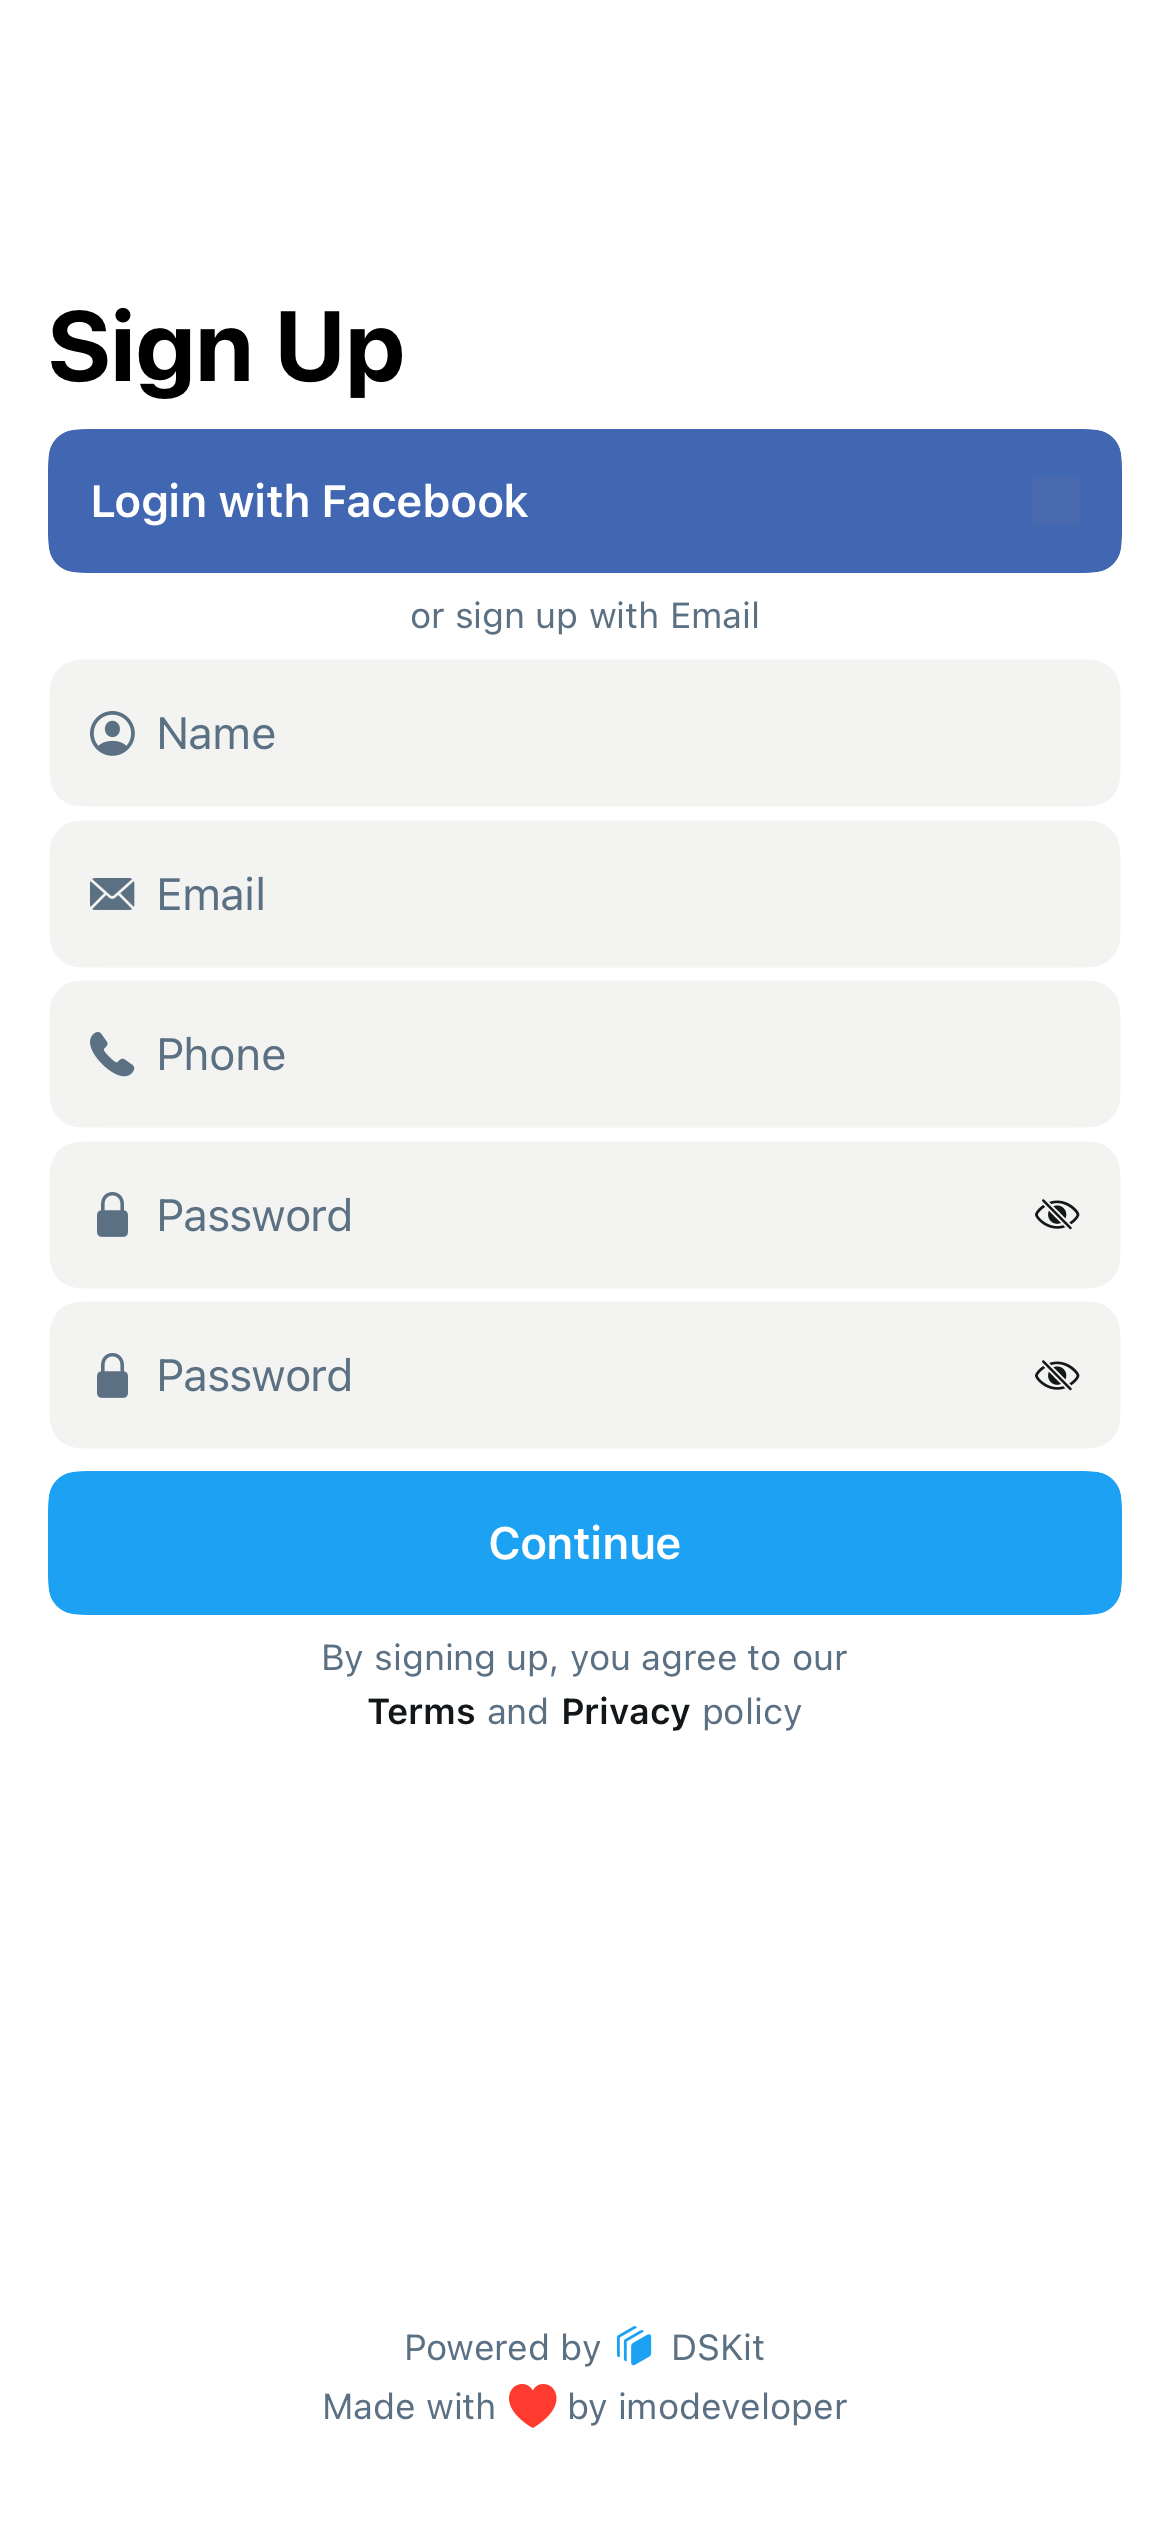 Sign Up
Login with Facebook
or sign up with Email
Name
Email
Phone
Password
Password
Continue
By signing up, you agree to our
Terms and Privacy policy
Powered by DSKit
Made with ❤ by imodeveloper